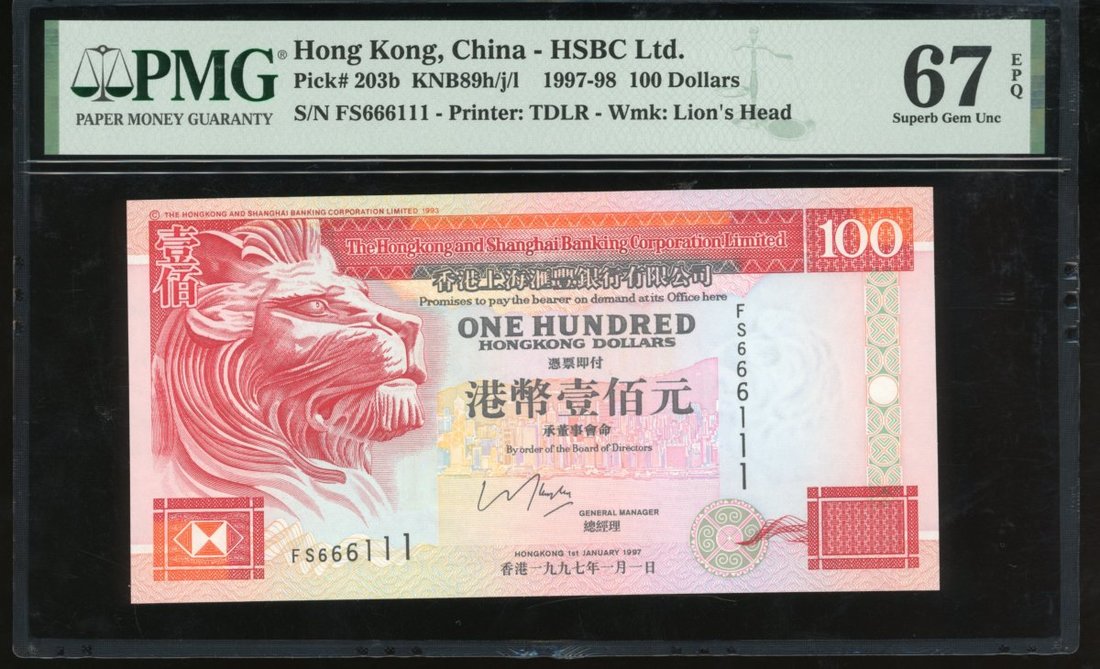 PMG®
PAPER MONEY GUARANTY
Hong Kong, China - HSBC Ltd.
Pick# 203b KNB89h/j/l 1997-98 100 Dollars
S/N FS666111 - Printer: TDLR - Wmk: Lion's Head
67
EPQ
Superb Gem Unc
© THE HONGKONG AND SHANGHAI BANKING CORPORATION LIMITED 1993
壹佰
The Hongkong and Shanghai Banking Corporation Limited
100
香港上海滙豐銀行有限公司
Promises to pay the bearer on demand at its Office here
ONE HUNDRED
HONGKONG DOLLARS
憑票即付
港幣壹佰元
承董事會命
By order of the Board of Directors
FS666111
GENERAL MANAGER
總經理
FS666111
HONGKONG 1st JANUARY 1997
香港一九九七年一月一日